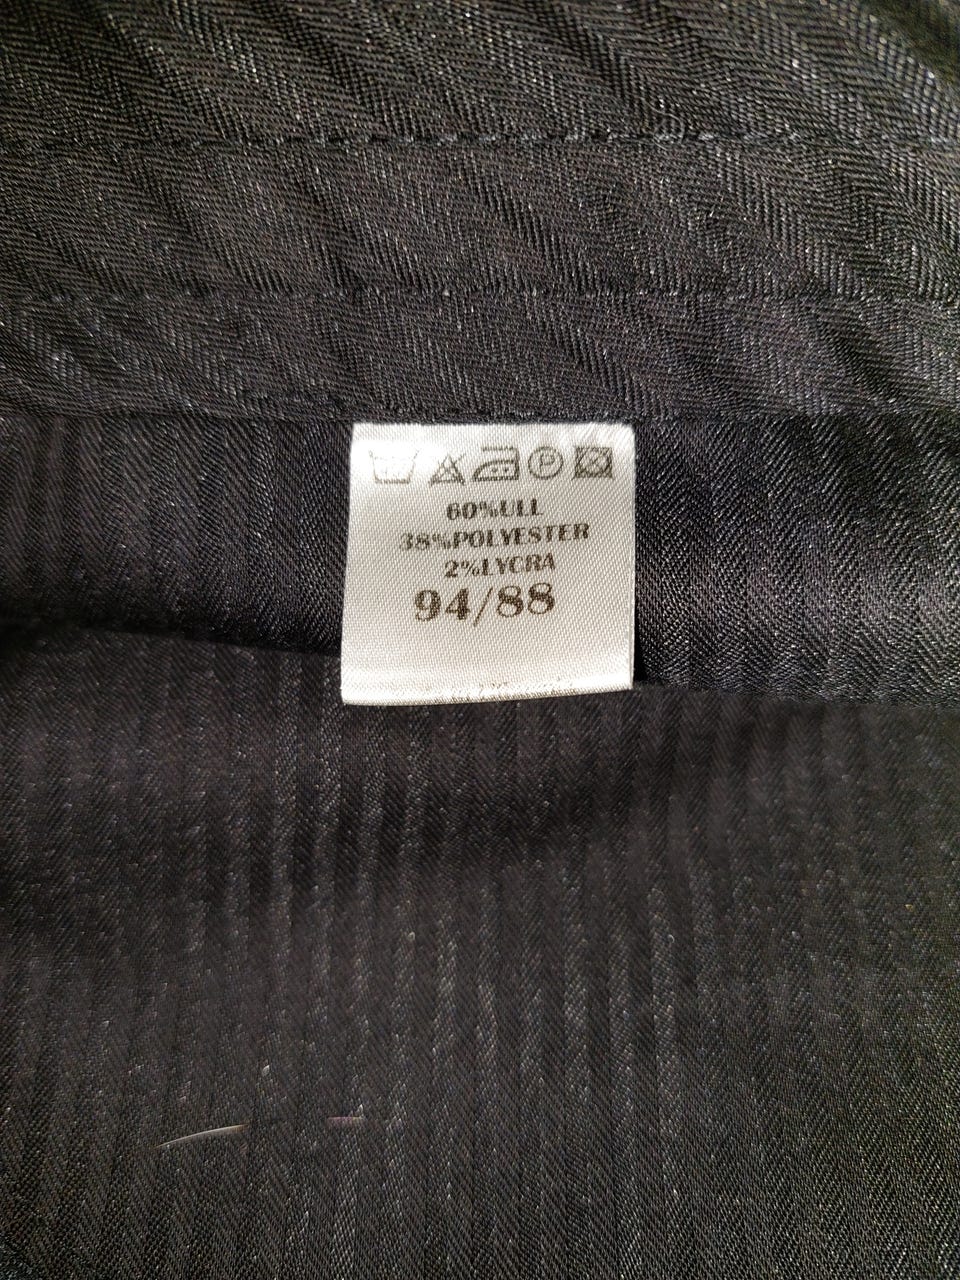 P
60%ULL
38%POLYESTER
2%LYCRA
94/88